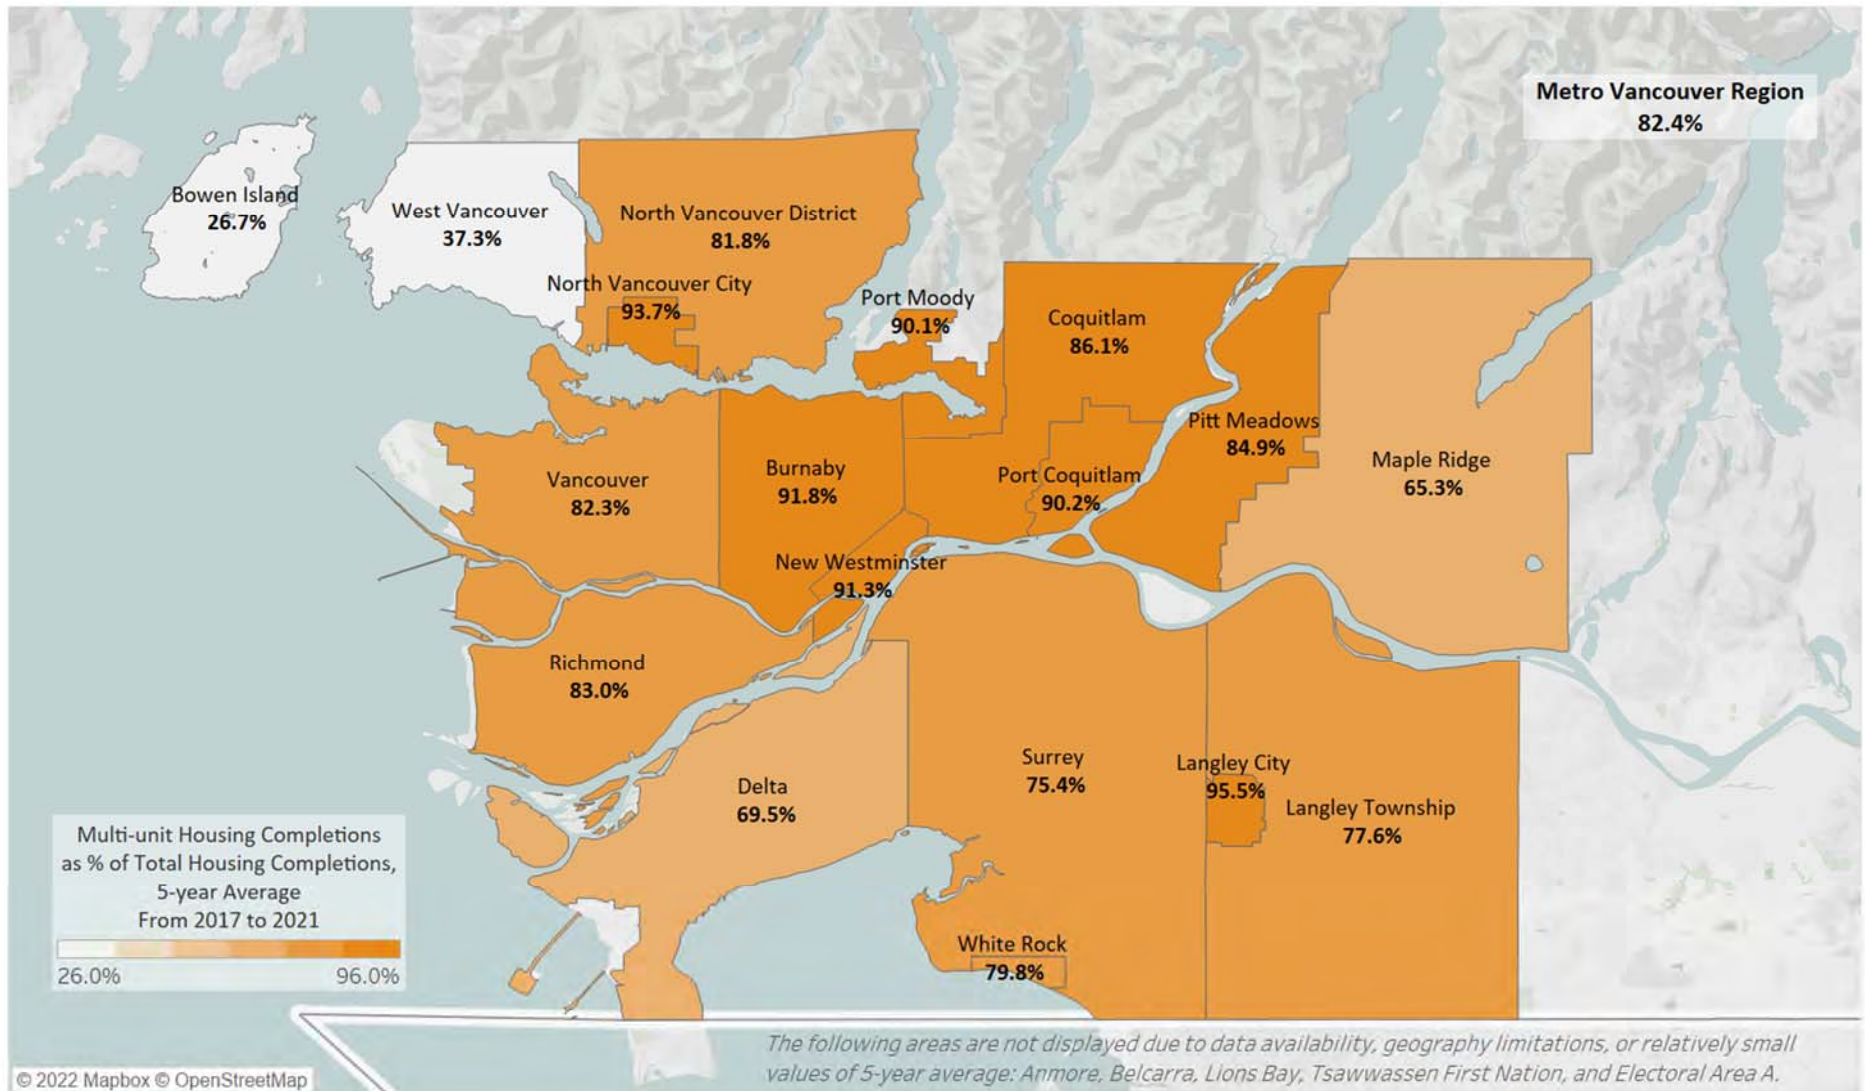 Metro Vancouver Region
82.4%
Bowen Island
26.7%
West Vancouver
37.3%
North Vancouver District
81.8%
North Vancouver City
93.7%
Port Moody
90.1%
Coquitlam
86.1%
Pitt Meadows
84.9%
Maple Ridge
65.3%
Vancouver
82.3%
Burnaby
91.8%
Port Coquitlam
90.2%
New Westminster
91.3%
Richmond
83.0%
Delta
69.5%
Surrey
75.4%
Langley City
95.5%
Langley Township
77.6%
White Rock
79.8%
Multi-unit Housing Completions
as % of Total Housing Completions,
5-year Average
From 2017 to 2021
26.0% 96.0%
The following areas are not displayed due to data availability, geography limitations, or relatively small
values of 5-year average: Anmore, Belcarra, Lions Bay, Tsawwassen First Nation, and Electoral Area A.
© 2022 Mapbox © OpenStreetMap